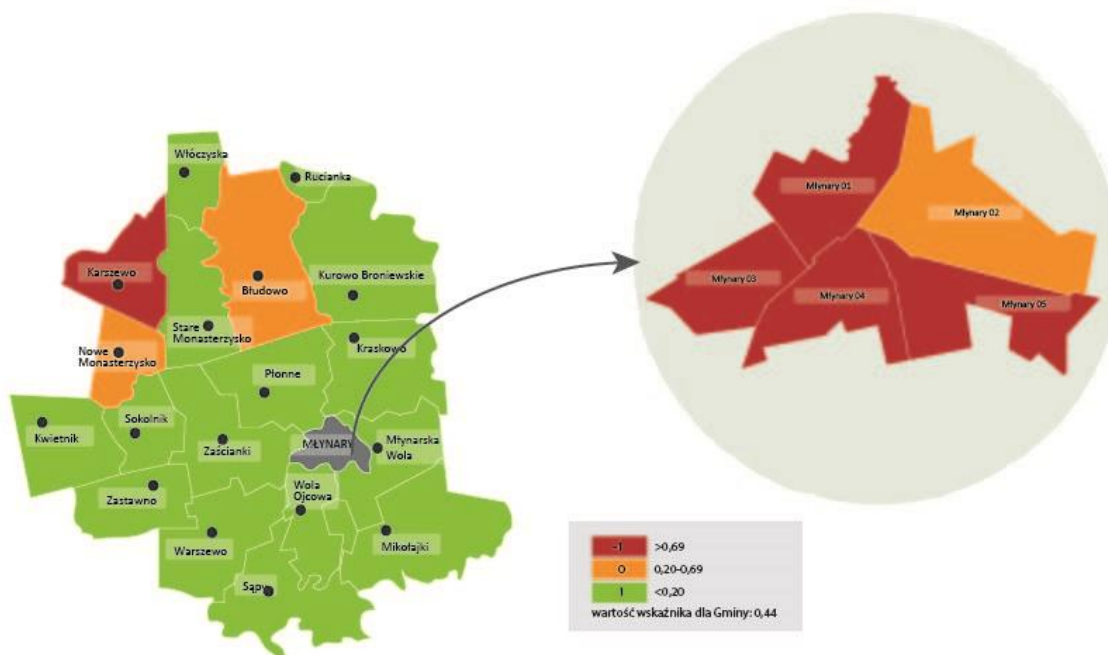 Włóczyska
Rucianka
Karszewo
Błudowo
Kurowo Broniewskie
Stare
Monasterzysko
Nowe
Monasterzysko
Kraskowo
Płonne
Kwietnik
Sokolnik
Zaścianki
MŁYNARY
Młynarska
Wola
Zastawno
Wola
Ojcowa
Warszewo
Mikołajki
Sąpy
Młynary 01
Młynary 02
Młynary 03
Młynary 04
Młynary 05
-1 >0,69
0 0,20-0,69
1 <0,20
wartość wskaźnika dla Gminy: 0,44